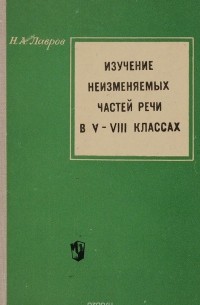 Н. А. Лавров
ИЗУЧЕНИЕ
НЕИЗМЕНЯЕМЫХ
ЧАСТЕЙ РЕЧИ
В V-VIII КЛАССАХ